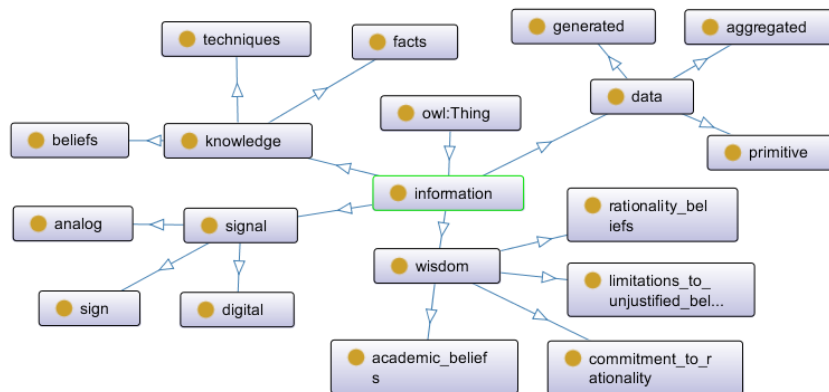 generated
aggregated
techniques
facts
data
owl:Thing
beliefs
knowledge
primitive
information
rationality_bel
iefs
analog
signal
wisdom
limitations_to_
unjustified_bel...
sign
digital
academic_belief
s
commitment_to_r
ationality